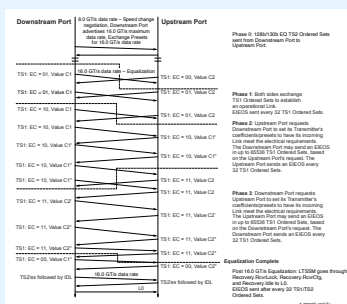 Downstream Port
Upstream Port
8.0 GT/s data rate – Speed change
negotiation, Downstream Port
advertises 16.0 GT/s maximum
data rate, Exchange Presets
for 16.0 GT/s data rate
Phase 0: 128b/130b EQ TS2 Ordered Sets
sent from Downstream Port to
Upstream Port.
16.0 GT/s data rate – Equalization
TS1: EC = 01, Value C1
TS1: EC = 00, Value C2
TS1: EC = 01, Value C1
TS1: EC = 01, Value C2
Phase 1: Both sides exchange
TS1 Ordered Sets to establish
an operational Link.
EIEOS sent every 32 TS1 Ordered Sets.
TS1: EC = 10, Value C1
TS1: EC = 01, Value C2
TS1: EC = 10, Value C1
TS1: EC = 10, Value C1'
TS1: EC = 10, Value C1'
TS1: EC = 10, Value C1"
TS1: EC = 10, Value C1"
Phase 2: Upstream Port requests
Downstream Port to set its Transmitter's
coefficients/presets to have its incoming
Link meet the electrical requirements.
The Downstream Port may send an EIEOS
in up to 65536 TS1 Ordered Sets, based
on the Upstream Port's request. The
Upstream Port sends an EIEOS every
32 TS1 Ordered Sets.
TS1: EC = 11, Value C2
TS1: EC = 11, Value C2'
TS1: EC = 11, Value C2
TS1: EC = 11, Value C2'
TS1: EC = 11, Value C2"
TS1: EC = 11, Value C2"
Phase 3: Downstream Port requests
Upstream Port to set its Transmitter's
coefficients/presets to have its incoming
Link meet the electrical requirements.
The Upstream Port may send an EIEOS
in up to 65536 TS1 Ordered Sets, based
on the Downstream Port's request. The
Downstream Port sends an EIEOS every
32 TS1 Ordered Sets.
TS1: EC = 11, Value C2"
TS1: EC = 00, Value C1"
TS1: EC = 00, Value C2"
Equalization Complete
TS2'ss followed by IDL
16.0 GT/s data rate
TS2'ss followed by IDL
L0
Post 16.0 GT/s Equalization: LTSSM goes through
Recovery.RcvrLock, Recovery.RcvrCfg,
and Recovery.Idle to L0.
EIEOS sent after every 32 TS1/TS2
Ordered Sets.